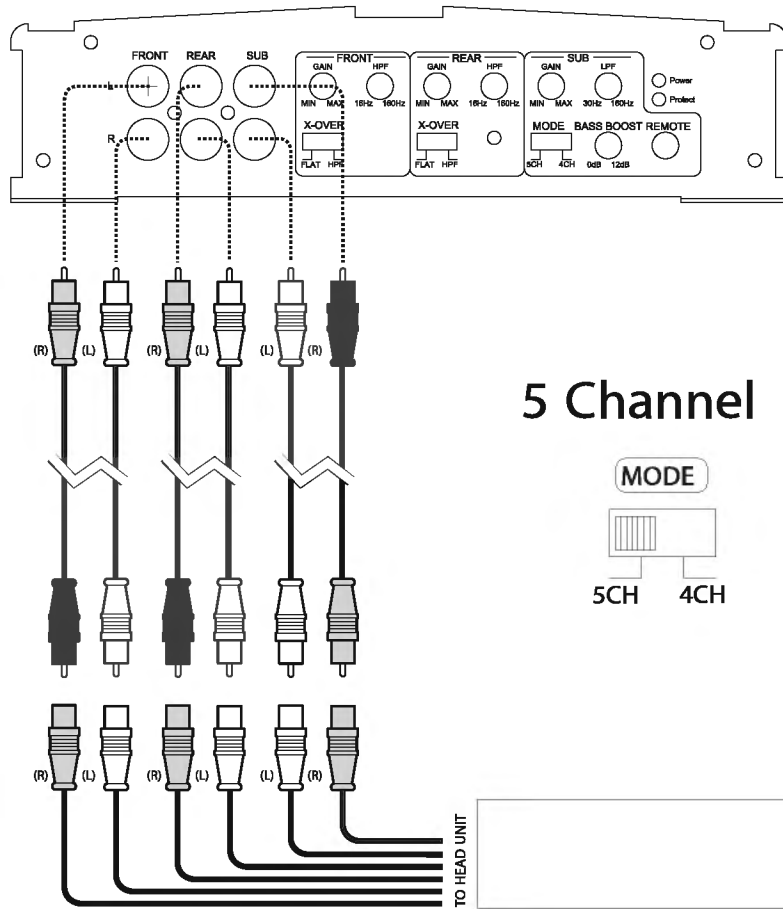 FRONT REAR SUB
FRONT
GAIN HPF
MIN MAX 16Hz 160Hz
X-OVER
FLAT HPF
REAR
GAIN HPF
MIN MAX 16Hz 160Hz
X-OVER
FLAT HPF
SUB
GAIN LPF
MIN MAX 30Hz 160Hz
MODE BASS BOOST REMOTE
5CH 4CH 0dB 12dB
Power
Protect
L
R
(R) (L) (R) (L) (L) (R)
5 Channel
MODE
5CH 4CH
(R) (L) (R) (L) (L) (R)
TO HEAD UNIT